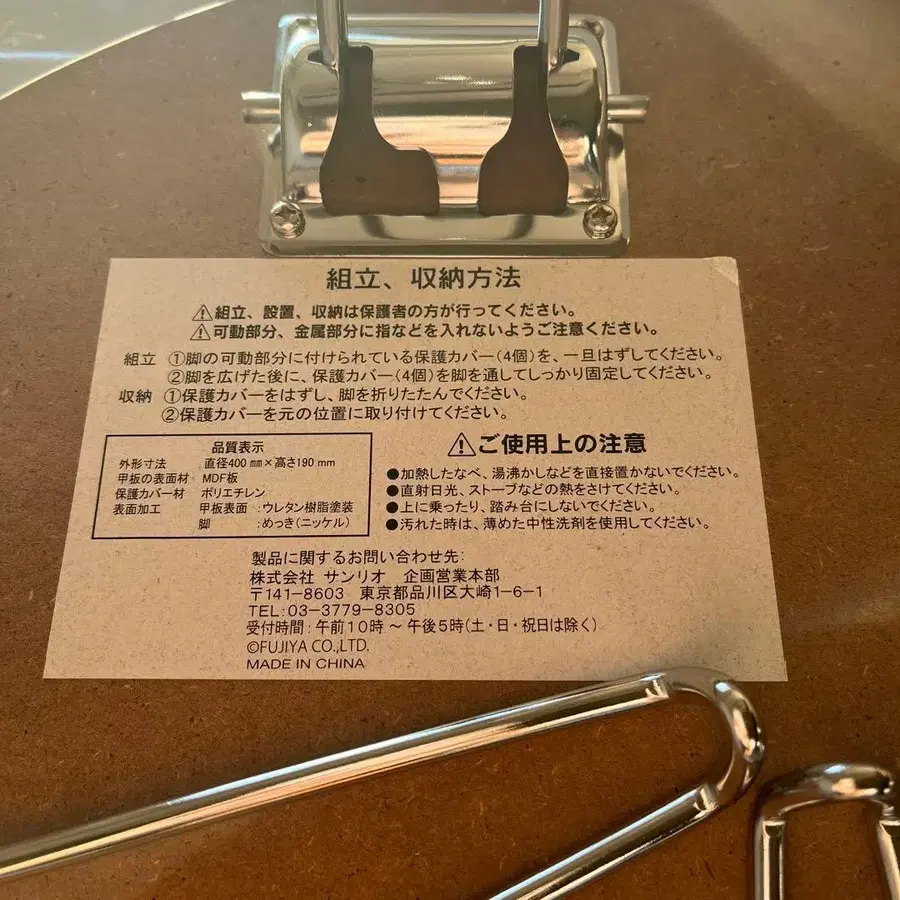 組立、収納方法
⚠組立、設置、収納は保護者の方が行ってください。
⚠可動部分、金属部分に指などを入れないようご注意ください。
組立 ①脚の可動部分に付けられている保護カバー(4個)を、一旦はずしてください。
②脚を広げた後に、保護カバー(4個)を脚を通してしっかり固定してください。
収納 ①保護カバーをはずし、脚を折りたたんでください。
②保護カバーを元の位置に取り付けてください。
品質表示
外形寸法 直径400㎜×高さ190㎜
甲板の表面材 MDF板
保護カバー材 ポリエチレン
表面加工 甲板表面:ウレタン樹脂塗装
脚 :めっき(ニッケル)
⚠ご使用上の注意
●加熱したなべ、湯沸かしなどを直接置かないでください。
●直射日光、ストーブなどの熱をさけてください。
●上に乗ったり、踏み台にしないでください。
●汚れた時は、薄めた中性洗剤を使用してください。
製品に関するお問い合わせ先:
株式会社 サンリオ 企画営業本部
〒141-8603 東京都品川区大崎1-6-1
TEL:03-3779-8305
受付時間:午前10時〜午後5時(土・日・祝日は除く)
©FUJIYA CO.,LTD.
MADE IN CHINA